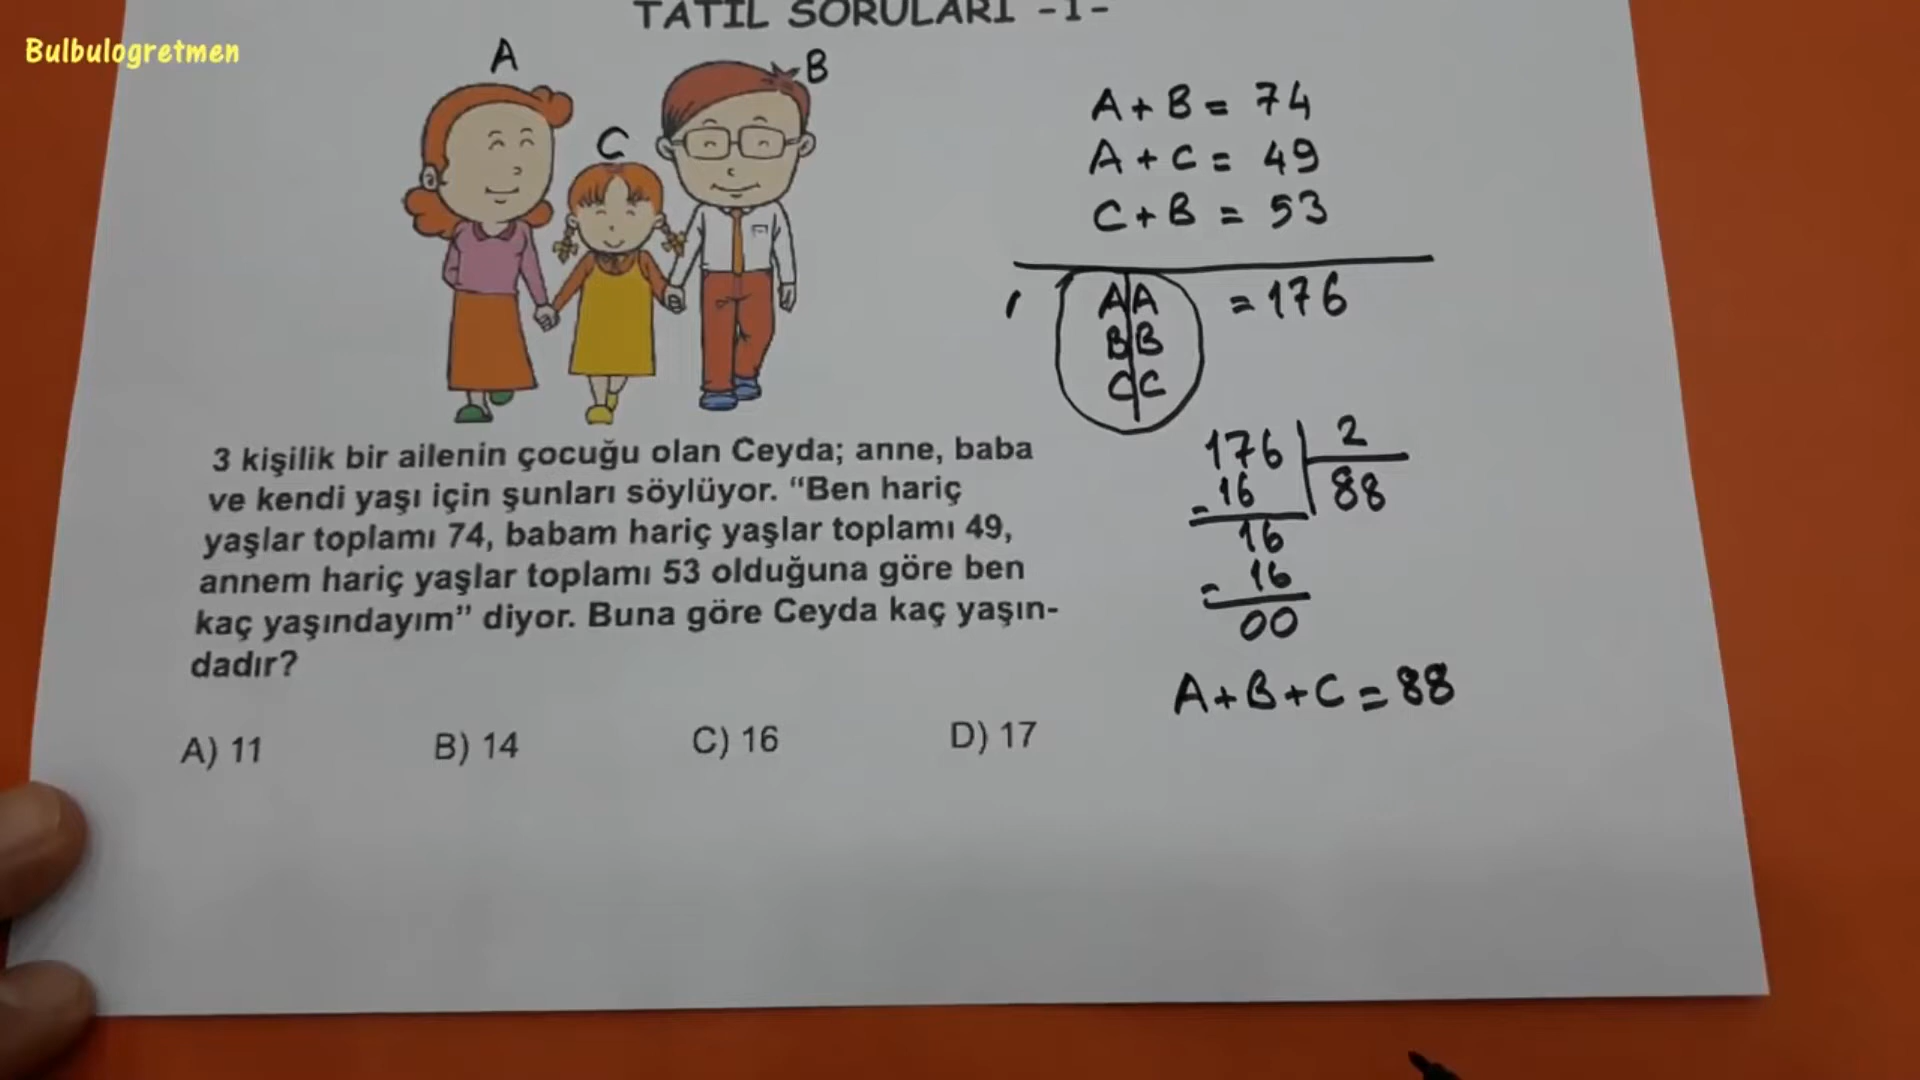 TATİL SORULARI -1-
Bulbulogretmen
A
B
C
3 kişilik bir ailenin çocuğu olan Ceyda; anne, baba
ve kendi yaşı için şunları söylüyor. “Ben hariç
yaşlar toplamı 74, babam hariç yaşlar toplamı 49,
annem hariç yaşlar toplamı 53 olduğuna göre ben
kaç yaşındayım” diyor. Buna göre Ceyda kaç yaşın-
dadır?
A) 11 B) 14 C) 16 D) 17
A + B = 74
A + C = 49
C + B = 53
A A = 176
B B
C C
176 2
- 16 88
16
- 16
00
A + B + C = 88